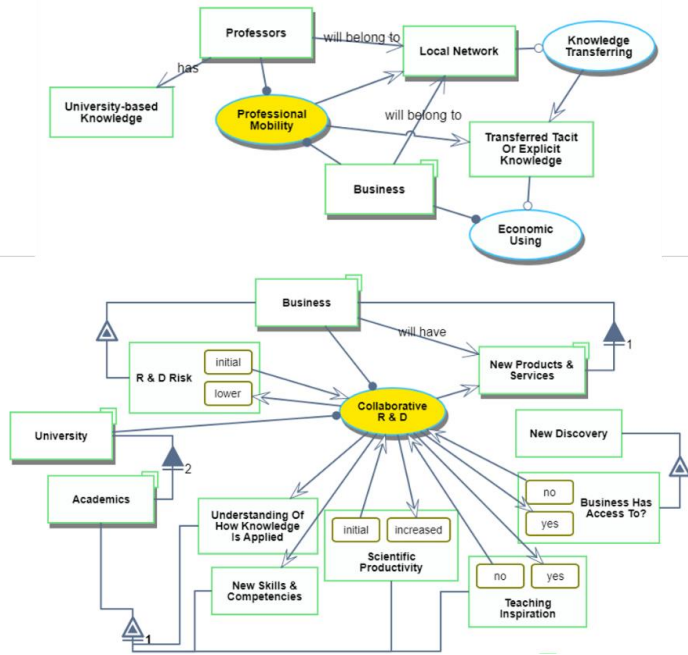 Professors
will belong to
Local Network
Knowledge
Transferring
has
University-based
Knowledge
Professional
Mobility
will belong to
Transferred Tacit
Or Explicit
Knowledge
Business
Economic
Using
Business
will have
1
R & D Risk
initial
lower
New Products &
Services
Collaborative
R & D
University
New Discovery
2
Academics
no
yes
Business Has
Access To?
Understanding Of
How Knowledge
Is Applied
initial
increased
Scientific
Productivity
New Skills &
Competencies
no
yes
Teaching
Inspiration
1